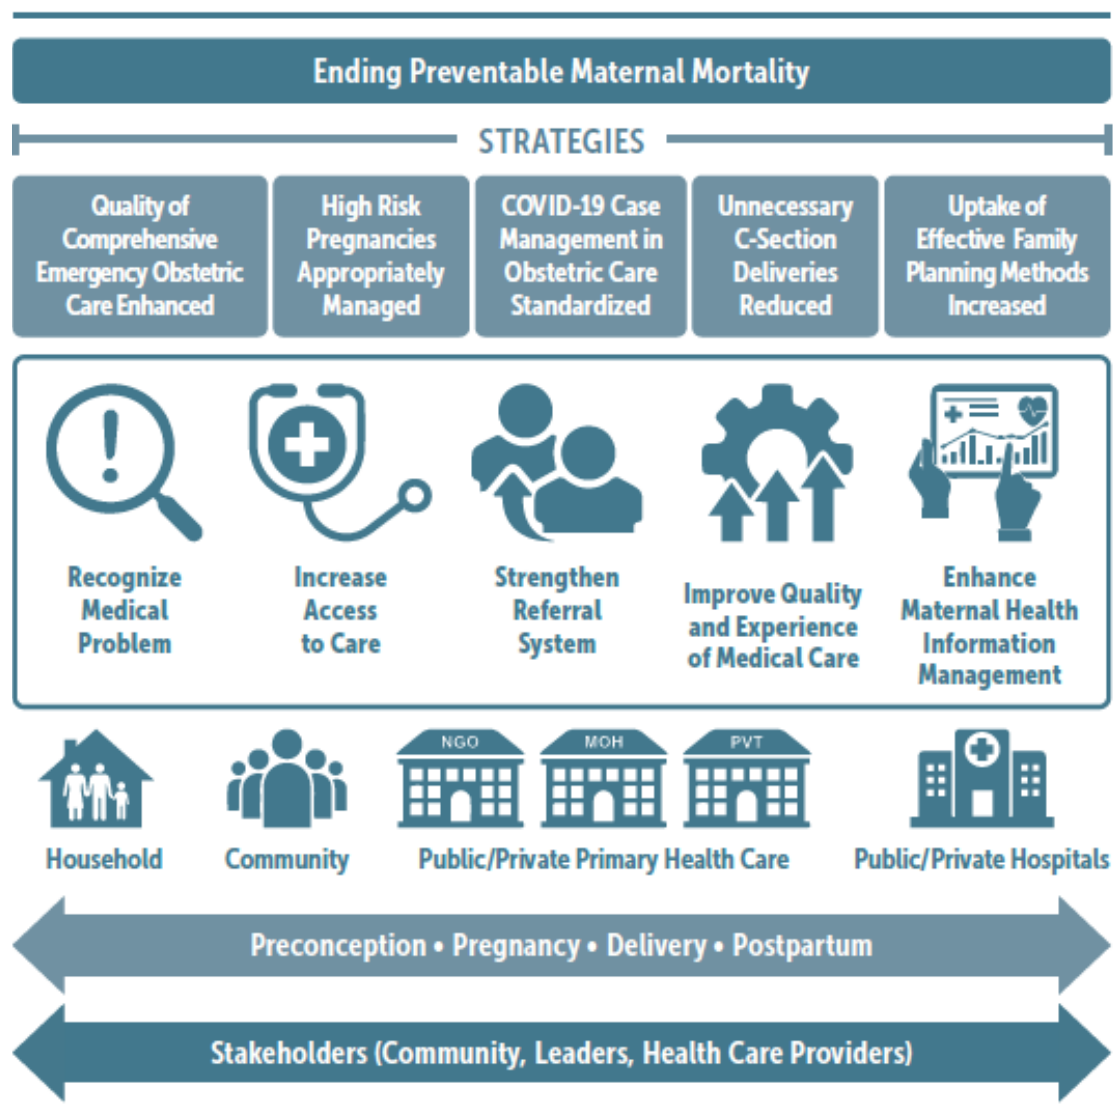 Ending Preventable Maternal Mortality
STRATEGIES
Quality of
Comprehensive
Emergency Obstetric
Care Enhanced
High Risk
Pregnancies
Appropriately
Managed
COVID-19 Case
Management in
Obstetric Care
Standardized
Unnecessary
C-Section
Deliveries
Reduced
Uptake of
Effective Family
Planning Methods
Increased
Recognize
Medical
Problem
Increase
Access
to Care
Strengthen
Referral
System
Improve Quality
and Experience
of Medical Care
Enhance
Maternal Health
Information
Management
NGO
MOH
PVT
Household
Community
Public/Private Primary Health Care
Public/Private Hospitals
Preconception • Pregnancy • Delivery • Postpartum
Stakeholders (Community, Leaders, Health Care Providers)